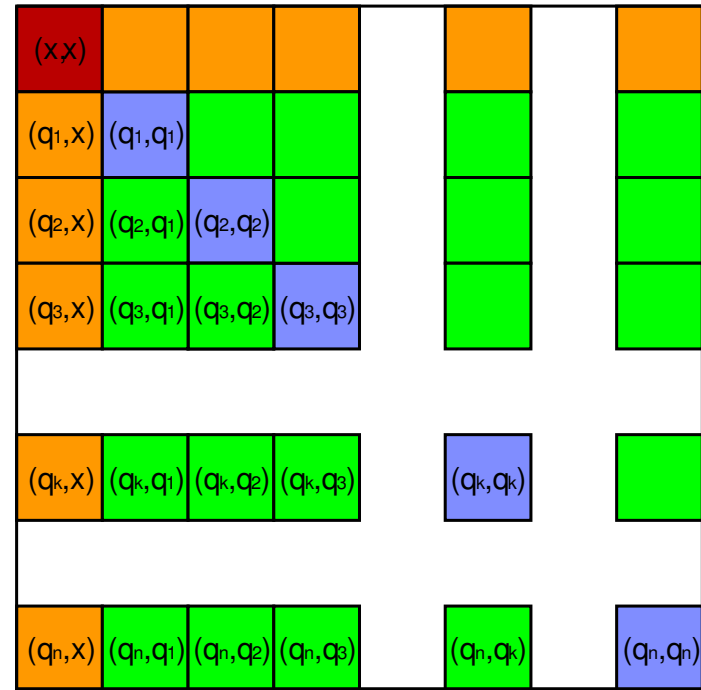 (x,x)
(q₁,x) (q₁,q₁)
(q₂,x) (q₂,q₁) (q₂,q₂)
(q₃,x) (q₃,q₁) (q₃,q₂) (q₃,q₃)
(qₖ,x) (qₖ,q₁) (qₖ,q₂) (qₖ,q₃) (qₖ,qₖ)
(qₙ,x) (qₙ,q₁) (qₙ,q₂) (qₙ,q₃) (qₙ,qₖ) (qₙ,qₙ)